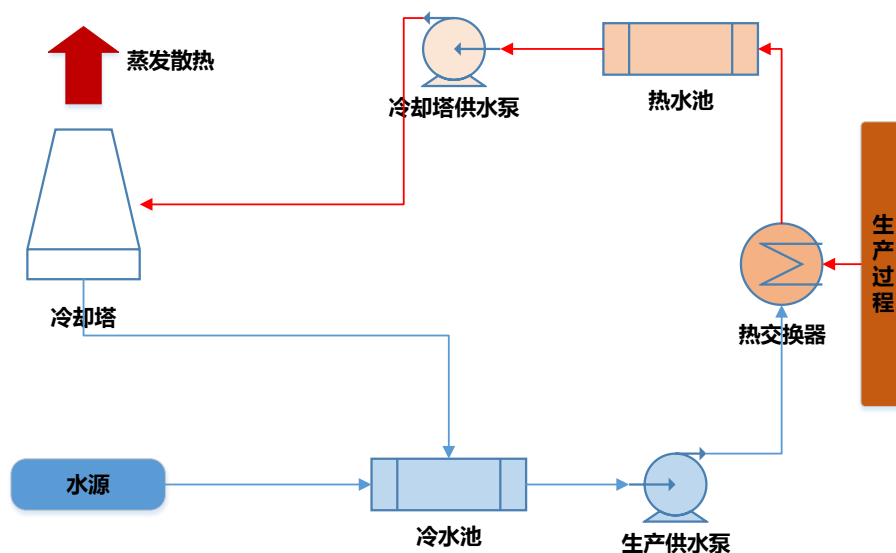 蒸发散热
冷却塔供水泵
热水池
生产过程
冷却塔
热交换器
水源
冷水池
生产供水泵